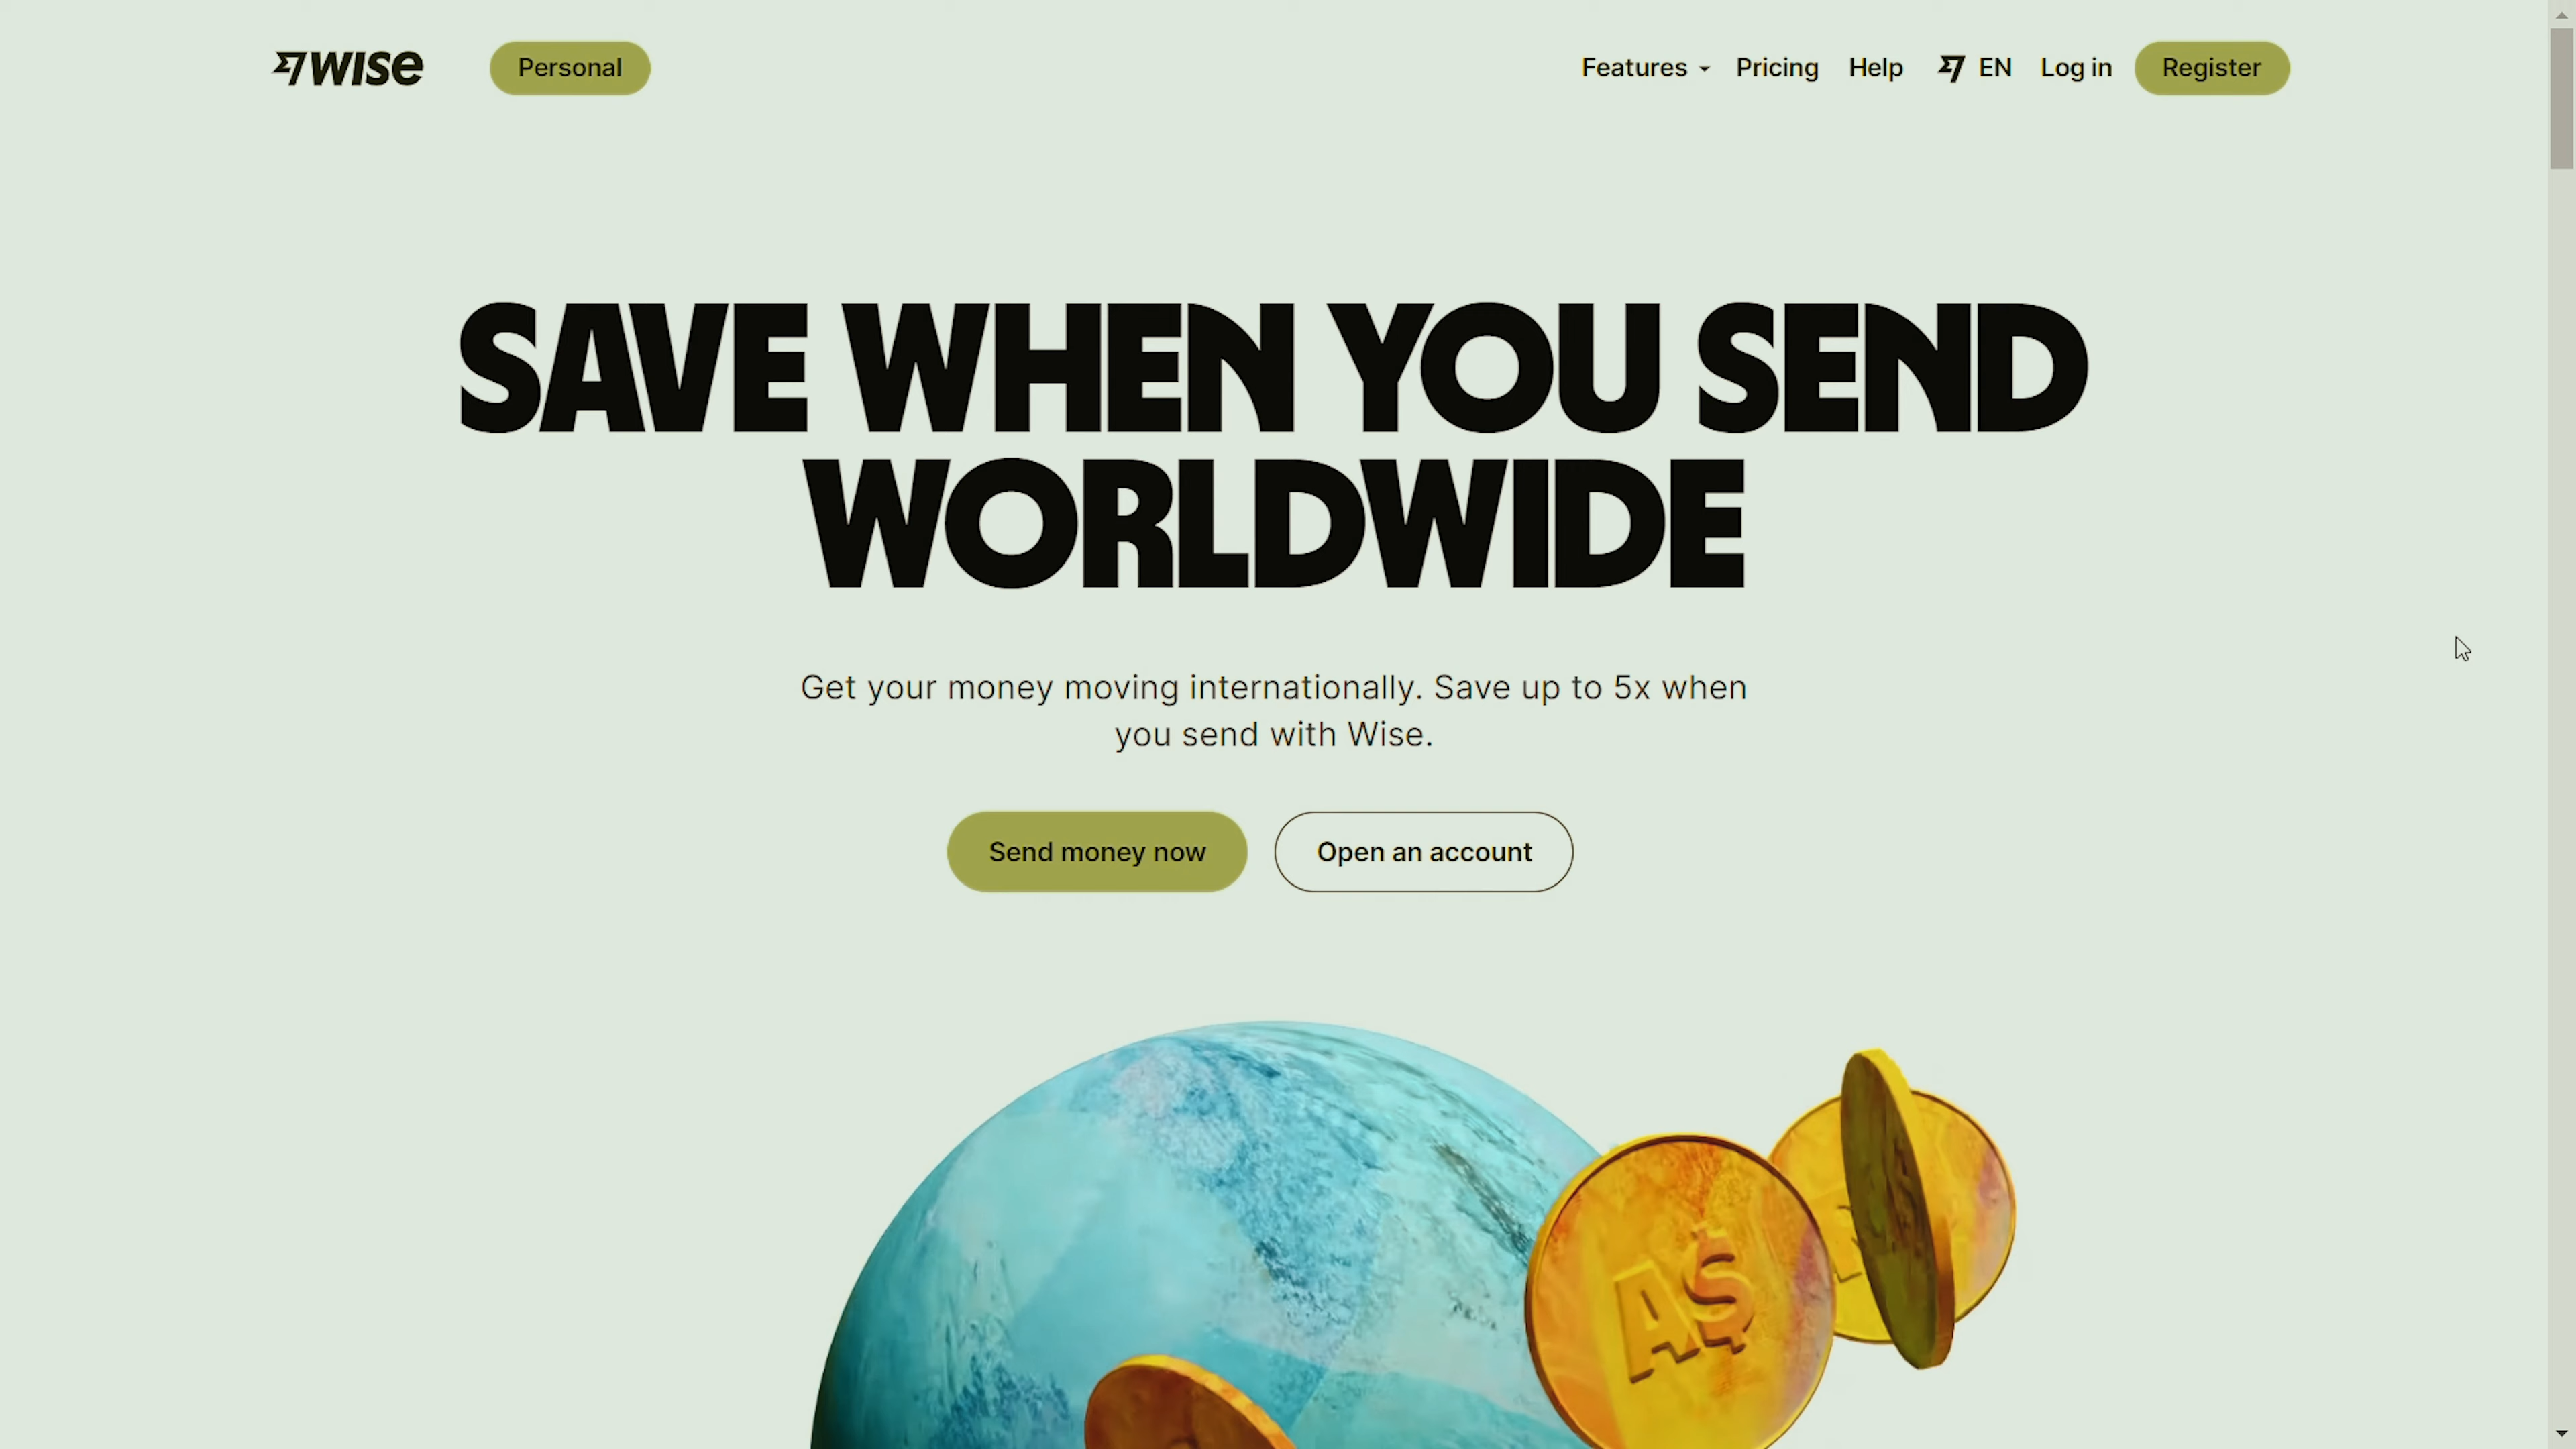 WISE
Personal
Features
Pricing
Help
EN
Log in
Register
SAVE WHEN YOU SEND
WORLDWIDE
Get your money moving internationally. Save up to 5x when
you send with Wise.
Send money now
Open an account
A$